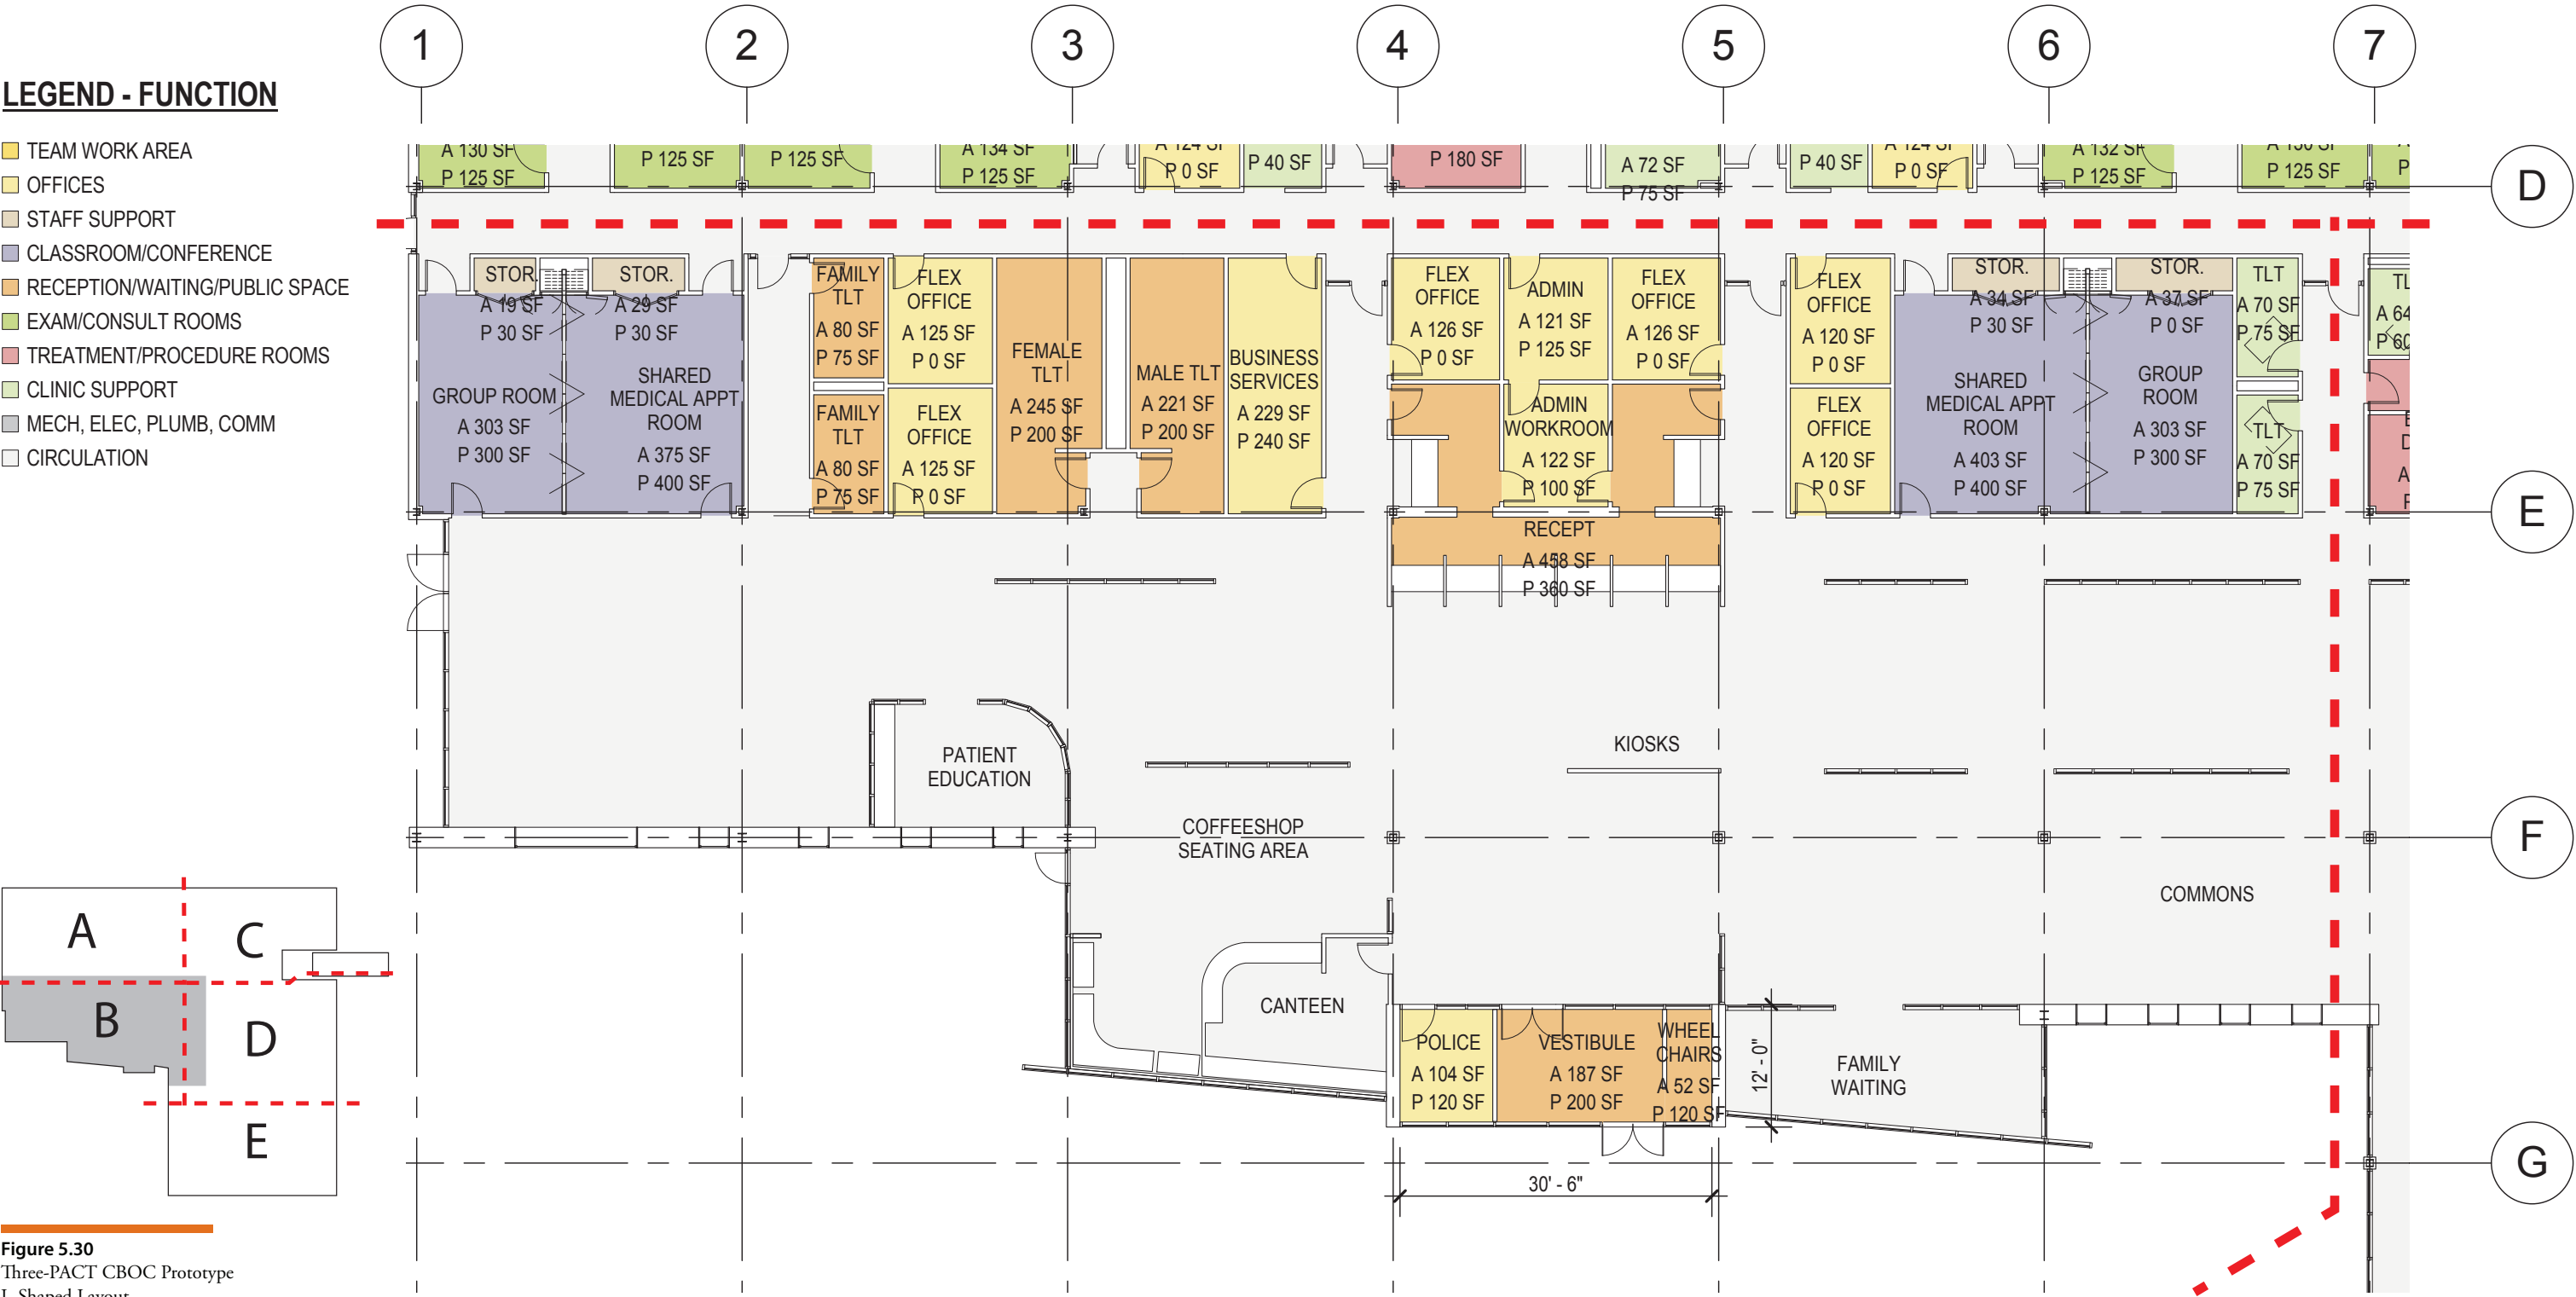 1 2 3 4 5 6 7
LEGEND - FUNCTION
TEAM WORK AREA
OFFICES
STAFF SUPPORT
CLASSROOM/CONFERENCE
RECEPTION/WAITING/PUBLIC SPACE
EXAM/CONSULT ROOMS
TREATMENT/PROCEDURE ROOMS
CLINIC SUPPORT
MECH, ELEC, PLUMB, COMM
CIRCULATION
A 130 SF
P 125 SF
P 125 SF
P 125 SF
A 134 SF
P 125 SF
A 124 SF
P 0 SF
P 40 SF
P 180 SF
A 72 SF
P 75 SF
P 40 SF
A 124 SF
P 0 SF
A 132 SF
P 125 SF
A 130 SF
P 125 SF
P
D
STOR.
A 19 SF
P 30 SF
STOR.
A 29 SF
P 30 SF
GROUP ROOM
A 303 SF
P 300 SF
SHARED
MEDICAL APPT
ROOM
A 375 SF
P 400 SF
FAMILY
TLT
A 80 SF
P 75 SF
FAMILY
TLT
A 80 SF
P 75 SF
FLEX
OFFICE
A 125 SF
P 0 SF
FLEX
OFFICE
A 125 SF
P 0 SF
FEMALE
TLT
A 245 SF
P 200 SF
MALE TLT
A 221 SF
P 200 SF
BUSINESS
SERVICES
A 229 SF
P 240 SF
FLEX
OFFICE
A 126 SF
P 0 SF
ADMIN
A 121 SF
P 125 SF
FLEX
OFFICE
A 126 SF
P 0 SF
ADMIN
WORKROOM
A 122 SF
P 100 SF
RECEPT
A 458 SF
P 360 SF
FLEX
OFFICE
A 120 SF
P 0 SF
FLEX
OFFICE
A 120 SF
P 0 SF
STOR.
A 34 SF
P 30 SF
STOR.
A 37 SF
P 0 SF
SHARED
MEDICAL APPT
ROOM
A 403 SF
P 400 SF
GROUP
ROOM
A 303 SF
P 300 SF
TLT
A 70 SF
P 75 SF
TLT
A 70 SF
P 75 SF
TL
A 64
P 60
E
D
A
P
E
PATIENT
EDUCATION
KIOSKS
COFFEESHOP
SEATING AREA
F
COMMONS
CANTEEN
POLICE
A 104 SF
P 120 SF
VESTIBULE
A 187 SF
P 200 SF
WHEEL
CHAIRS
A 52 SF
P 120 SF
12' - 0"
FAMILY
WAITING
30' - 6"
G
A
C
B
D
E
Figure 5.30
Three-PACT CBOC Prototype
L-Shaped Layout